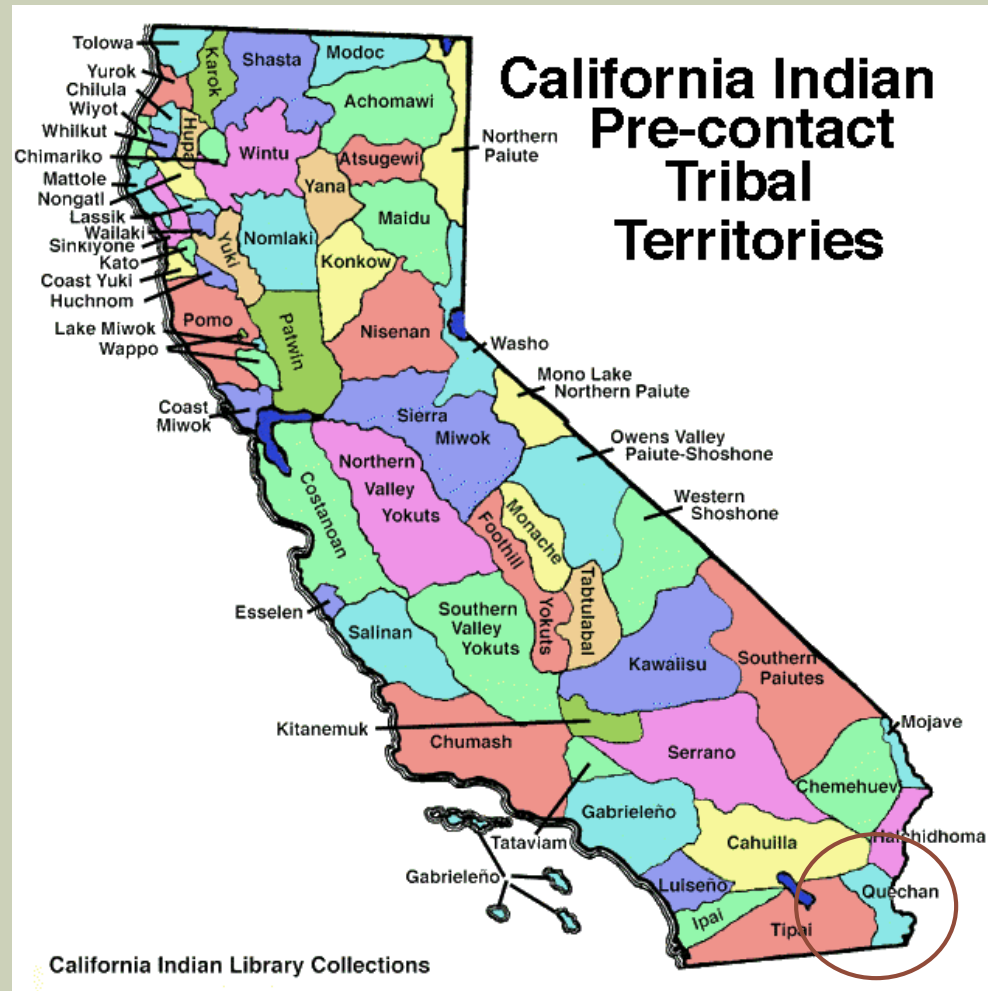 California Indian
Pre-contact
Tribal
Territories
Tolowa
Yurok
Chilula
Wiyot
Whilkut
Chimariko
Mattole
Nongatl
Lassik
Wailaki
Sinkiyone
Kato
Coast Yuki
Huchnom
Lake Miwok
Wappo
Coast
Miwok
Karok
Shasta
Modoc
Achomawi
Hupa
Wintu
Atsugewi
Yana
Northern
Paiute
Maidu
Yuki
Nomlaki
Konkow
Pomo
Patwin
Nisenan
Washo
Mono Lake
Northern Paiute
Sierra
Miwok
Owens Valley
Paiute-Shoshone
Northern
Valley
Yokuts
Costanoan
Foothill
Yokuts
Monache
Western
Shoshone
Tabtulabal
Esselen
Salinan
Southern
Valley
Yokuts
Kawaiisu
Southern
Paiutes
Kitanemuk
Chumash
Serrano
Mojave
Chemehuevi
Tataviam
Gabrieleño
Gabrieleño
Cahuilla
Halchidhoma
Luiseño
Quechan
Ipai
Tipai
California Indian Library Collections